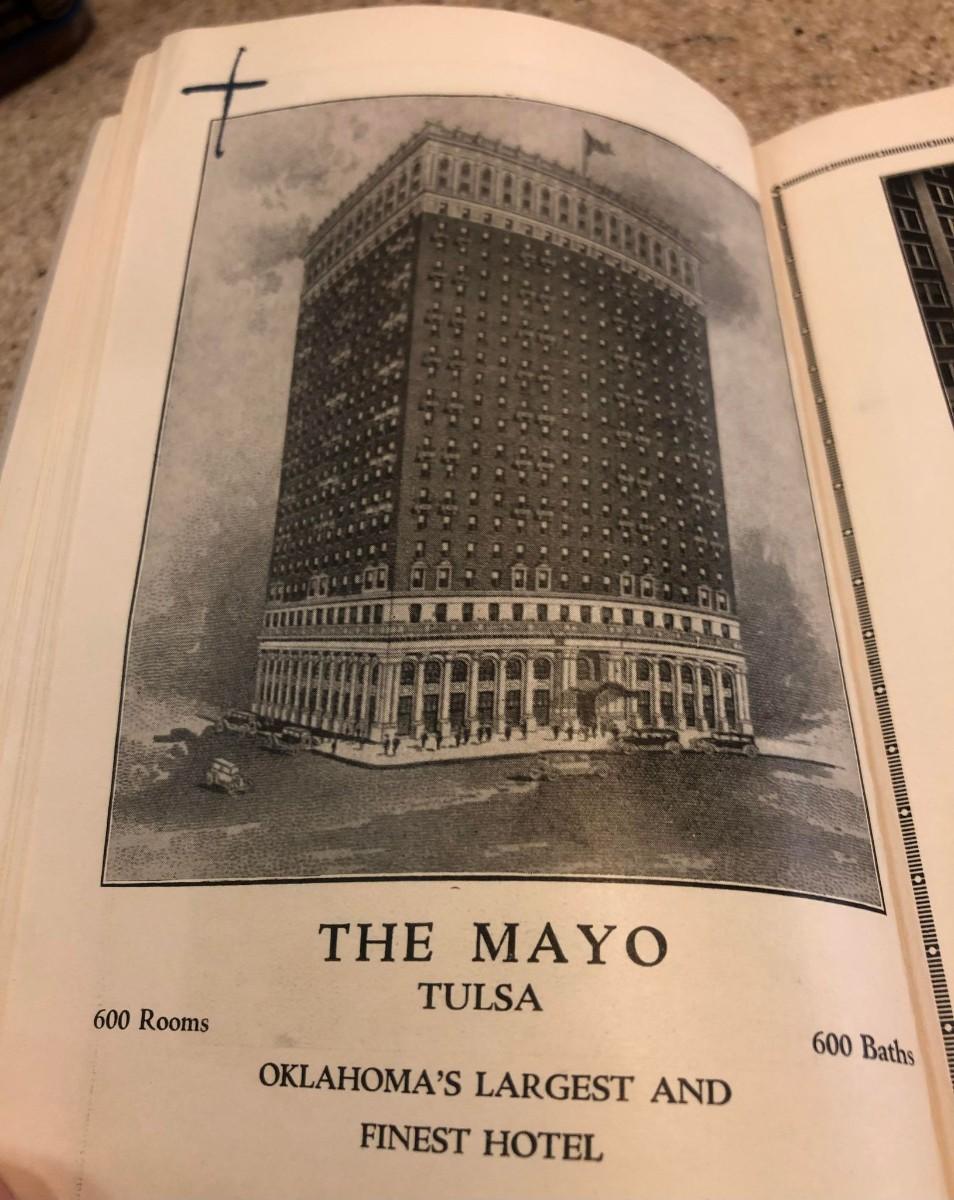 THE MAYO
TULSA
600 Rooms
600 Baths
OKLAHOMA'S LARGEST AND
FINEST HOTEL